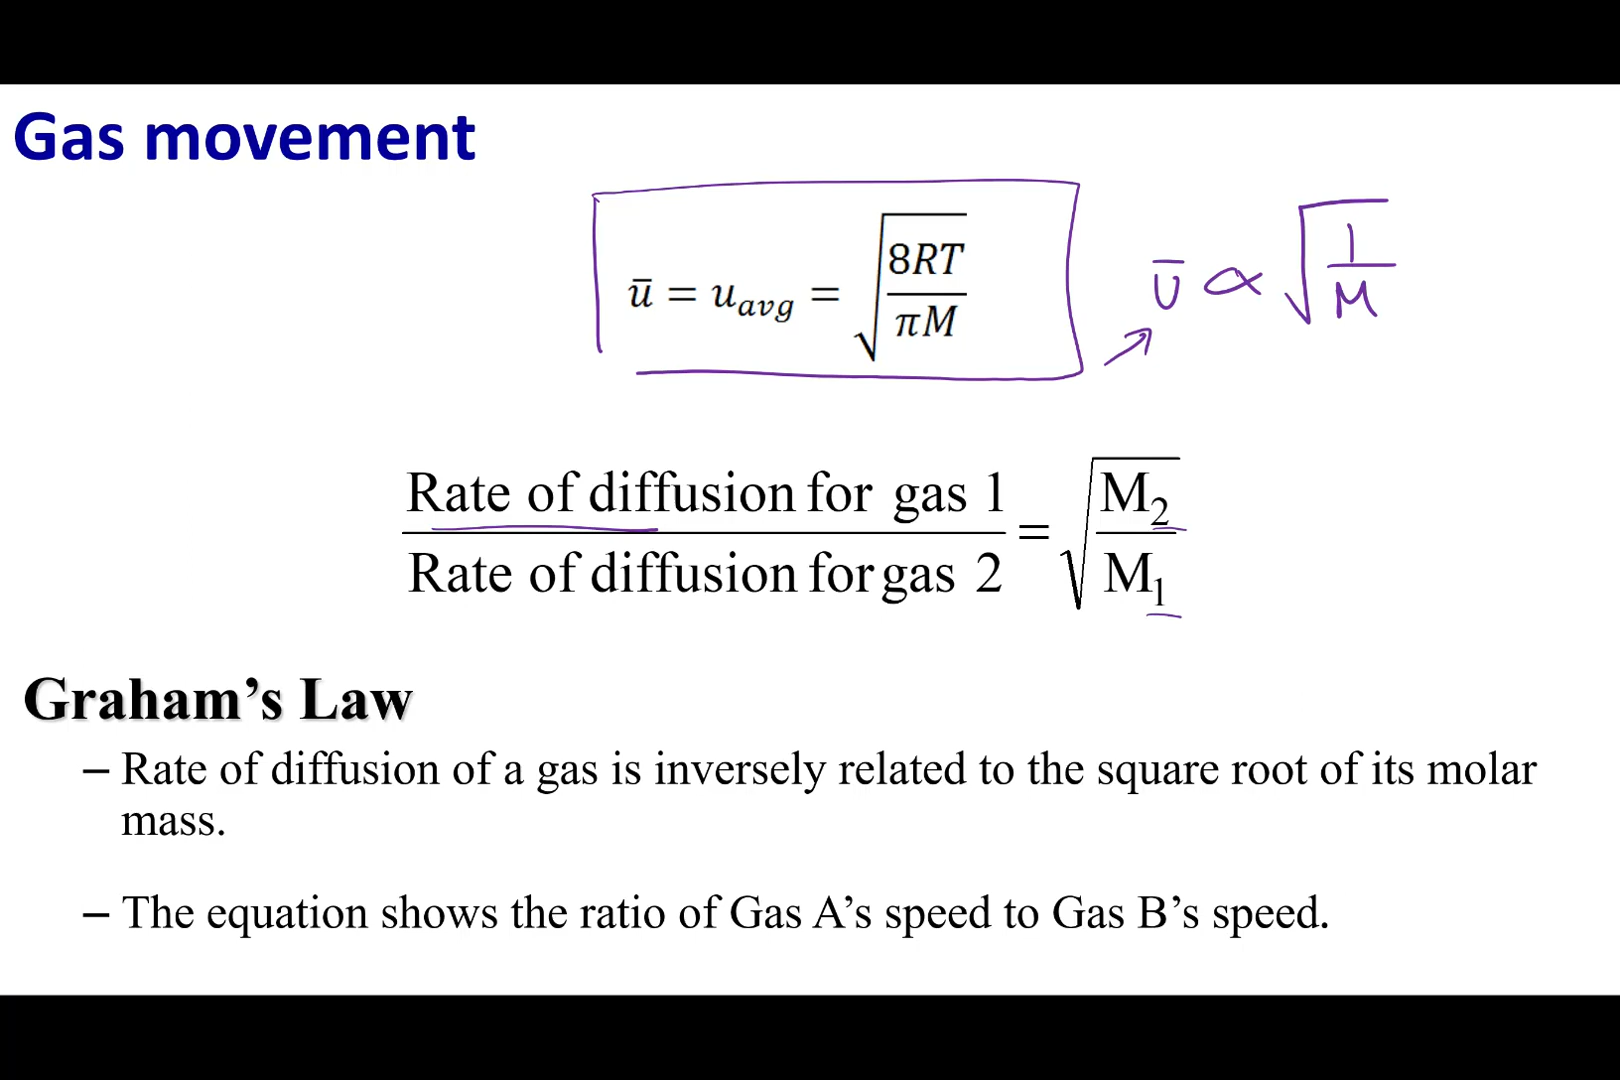 Gas movement
ū = u_avg = √(8RT/πM)
ū ∝ √(1/M)
Rate of diffusion for gas 1 / Rate of diffusion for gas 2 = √(M₂/M₁)
Graham’s Law
– Rate of diffusion of a gas is inversely related to the square root of its molar
mass.
– The equation shows the ratio of Gas A’s speed to Gas B’s speed.